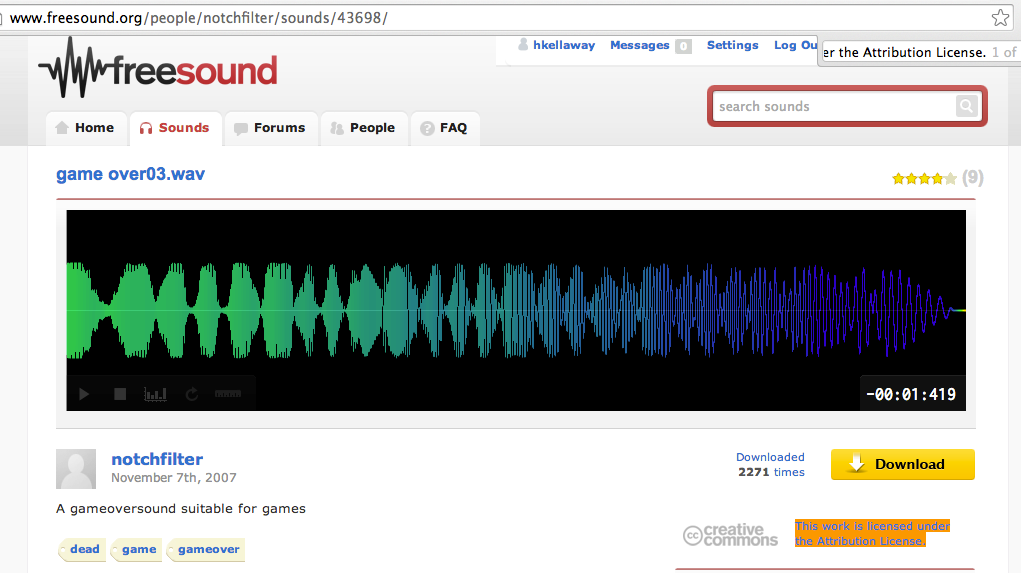 www.freesound.org/people/notchfilter/sounds/43698/
hkellaway Messages 0 Settings Log Ou
er the Attribution License. 1 of
freesound
search sounds
Home Sounds Forums People FAQ
game over03.wav
(9)
-00:01:419
notchfilter
November 7th, 2007
Downloaded
2271 times
Download
A gameoversound suitable for games
cc creative
commons
This work is licensed under
the Attribution License.
dead game gameover